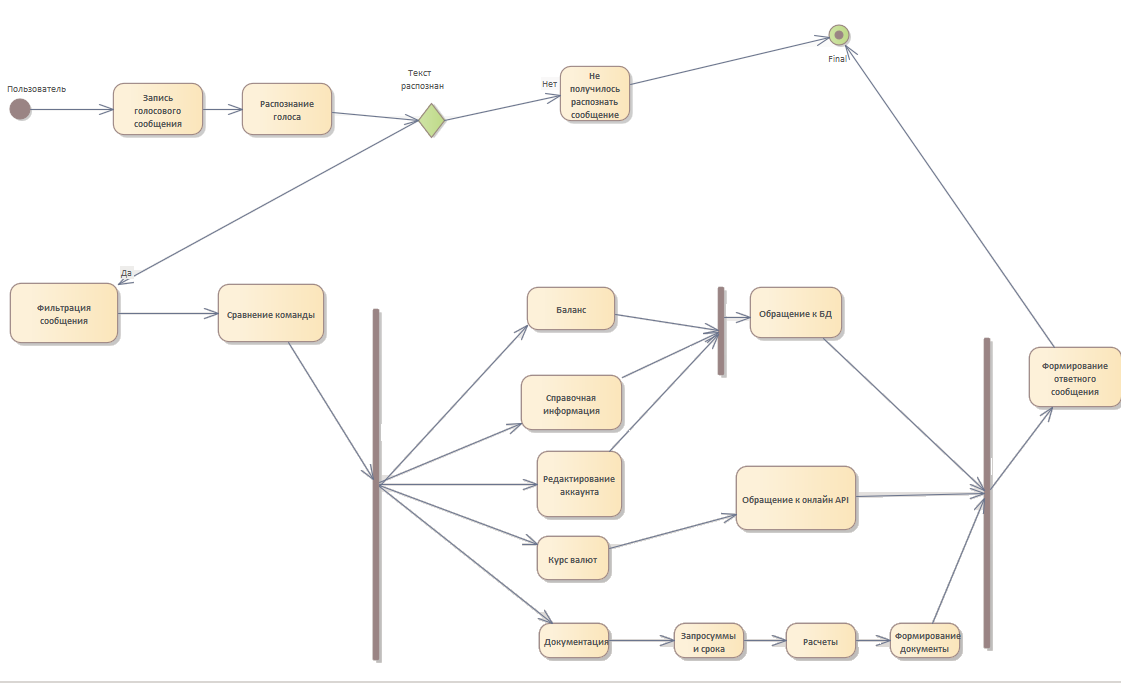 Пользователь
Запись
голосового
сообщения
Распознание
голоса
Текст
распознан
Нет
Не
получилось
распознать
сообщение
Final
Да
Фильтрация
сообщения
Сравнение команды
Баланс
Справочная
информация
Редактирование
аккаунта
Курс валют
Документация
Обращение к БД
Обращение к онлайн API
Запросуммы
и срока
Расчеты
Формирование
документы
Формирование
ответного
сообщения